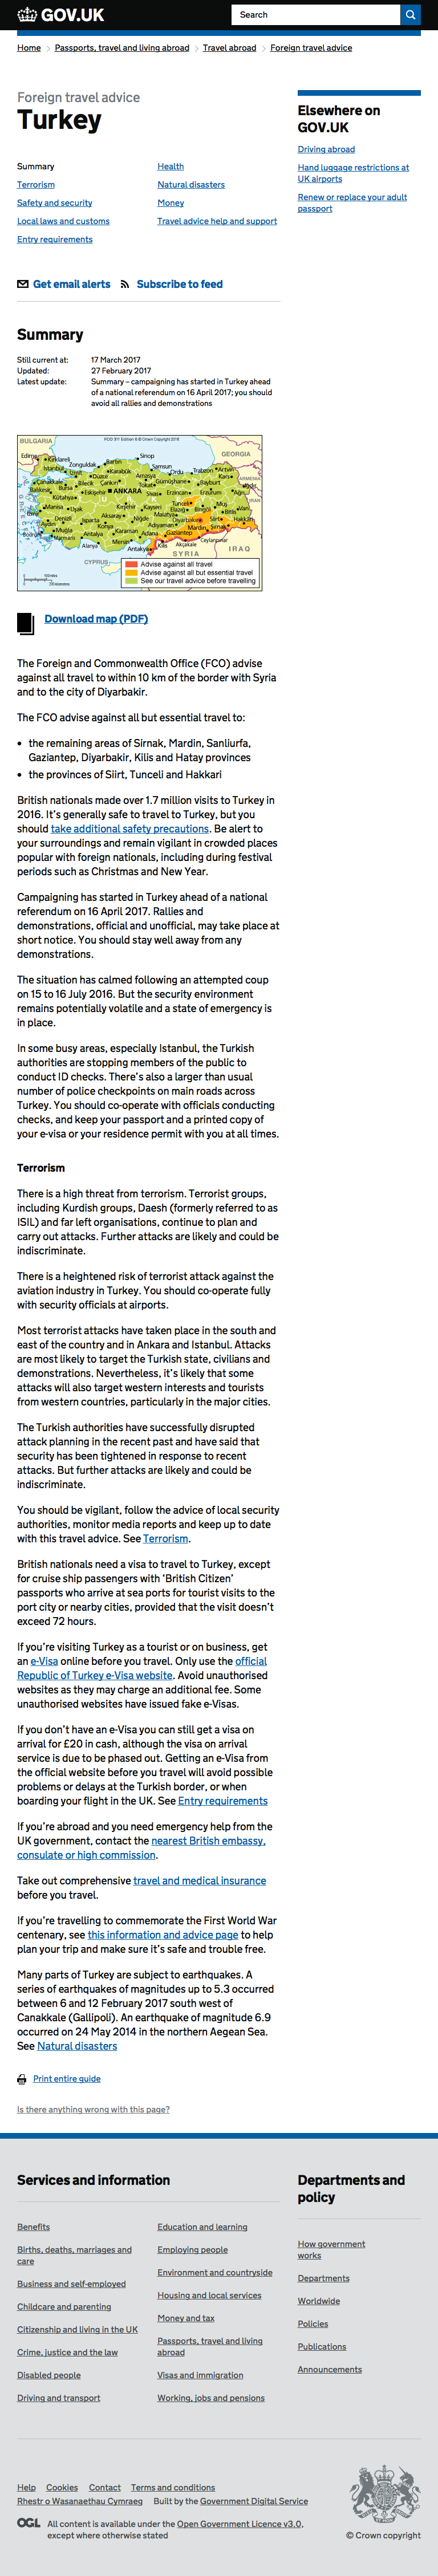 GOV.UK
Search
Home
Passports, travel and living abroad
Travel abroad
Foreign travel advice
Foreign travel advice
Turkey
Summary
Terrorism
Safety and security
Local laws and customs
Entry requirements
Health
Natural disasters
Money
Travel advice help and support
Elsewhere on
GOV.UK
Driving abroad
Hand luggage restrictions at
UK airports
Renew or replace your adult
passport
Get email alerts
Subscribe to feed
Summary
Still current at: 17 March 2017
Updated: 27 February 2017
Latest update: Summary – campaigning has started in Turkey ahead
of a national referendum on 16 April 2017; you should
avoid all rallies and demonstrations
BULGARIA
GEORGIA
ARMENIA
IRAN
IRAQ
SYRIA
CYPRUS
ANKARA
Edirne
Kirklareli
Istanbul
Zonguldak
Bartin
Sinop
Karabük
Samsun
Ordu
Trabzon
Artvin
Kars
Düzce
Çankırı
Amasya
Tokat
Gümüşhane
Bayburt
Eskişehir
Sivas
Erzincan
Erzurum
Kütahya
Kırşehir
Kayseri
Tunceli
Elazığ
Bingöl
Muş
Van
Manisa
Uşak
Aksaray
Malatya
Bitlis
Denizli
Isparta
Konya
Niğde
Adıyaman
Diyarbakır
Siirt
Hakkâri
Muğla
Burdur
Adana
Mardin
Şırnak
Bodrum
Marmaris
Antalya
Karaman
Mersin
Gaziantep
Alanya
Antakya
Kilis
Akçakale
Ceylanpınar
Advise against all travel
Advise against all but essential travel
See our travel advice before travelling
Download map (PDF)
The Foreign and Commonwealth Office (FCO) advise
against all travel to within 10 km of the border with Syria
and to the city of Diyarbakir.
The FCO advise against all but essential travel to:
• the remaining areas of Sirnak, Mardin, Sanliurfa,
Gaziantep, Diyarbakir, Kilis and Hatay provinces
• the provinces of Siirt, Tunceli and Hakkari
British nationals made over 1.7 million visits to Turkey in
2016. It’s generally safe to travel to Turkey, but you
should take additional safety precautions. Be alert to
your surroundings and remain vigilant in crowded places
popular with foreign nationals, including during festival
periods such as Christmas and New Year.
Campaigning has started in Turkey ahead of a national
referendum on 16 April 2017. Rallies and
demonstrations, official and unofficial, may take place at
short notice. You should stay well away from any
demonstrations.
The situation has calmed following an attempted coup
on 15 to 16 July 2016. But the security environment
remains potentially volatile and a state of emergency is
in place.
In some busy areas, especially Istanbul, the Turkish
authorities are stopping members of the public to
conduct ID checks. There’s also a larger than usual
number of police checkpoints on main roads across
Turkey. You should co-operate with officials conducting
checks, and keep your passport and a printed copy of
your e-visa or your residence permit with you at all times.
Terrorism
There is a high threat from terrorism. Terrorist groups,
including Kurdish groups, Daesh (formerly referred to as
ISIL) and far left organisations, continue to plan and
carry out attacks. Further attacks are likely and could be
indiscriminate.
There is a heightened risk of terrorist attack against the
aviation industry in Turkey. You should co-operate fully
with security officials at airports.
Most terrorist attacks have taken place in the south and
east of the country and in Ankara and Istanbul. Attacks
are most likely to target the Turkish state, civilians and
demonstrations. Nevertheless, it’s likely that some
attacks will also target western interests and tourists
from western countries, particularly in the major cities.
The Turkish authorities have successfully disrupted
attack planning in the recent past and have said that
security has been tightened in response to recent
attacks. But further attacks are likely and could be
indiscriminate.
You should be vigilant, follow the advice of local security
authorities, monitor media reports and keep up to date
with this travel advice. See Terrorism.
British nationals need a visa to travel to Turkey, except
for cruise ship passengers with ‘British Citizen’
passports who arrive at sea ports for tourist visits to the
port city or nearby cities, provided that the visit doesn’t
exceed 72 hours.
If you’re visiting Turkey as a tourist or on business, get
an e-Visa online before you travel. Only use the official
Republic of Turkey e-Visa website. Avoid unauthorised
websites as they may charge an additional fee. Some
unauthorised websites have issued fake e-Visas.
If you don’t have an e-Visa you can still get a visa on
arrival for £20 in cash, although the visa on arrival
service is due to be phased out. Getting an e-Visa from
the official website before you travel will avoid possible
problems or delays at the Turkish border, or when
boarding your flight in the UK. See Entry requirements
If you’re abroad and you need emergency help from the
UK government, contact the nearest British embassy,
consulate or high commission.
Take out comprehensive travel and medical insurance
before you travel.
If you’re travelling to commemorate the First World War
centenary, see this information and advice page to help
plan your trip and make sure it’s safe and trouble free.
Many parts of Turkey are subject to earthquakes. A
series of earthquakes of magnitudes up to 5.3 occurred
between 6 and 12 February 2017 south west of
Canakkale (Gallipoli). An earthquake of magnitude 6.9
occurred on 24 May 2014 in the northern Aegean Sea.
See Natural disasters
Print entire guide
Is there anything wrong with this page?
Services and information
Benefits
Births, deaths, marriages and
care
Business and self-employed
Childcare and parenting
Citizenship and living in the UK
Crime, justice and the law
Disabled people
Driving and transport
Education and learning
Employing people
Environment and countryside
Housing and local services
Money and tax
Passports, travel and living
abroad
Visas and immigration
Working, jobs and pensions
Departments and
policy
How government
works
Departments
Worldwide
Policies
Publications
Announcements
Help Cookies Contact Terms and conditions
Rhestr o Wasanaethau Cymraeg Built by the Government Digital Service
OGL All content is available under the Open Government Licence v3.0,
except where otherwise stated
© Crown copyright